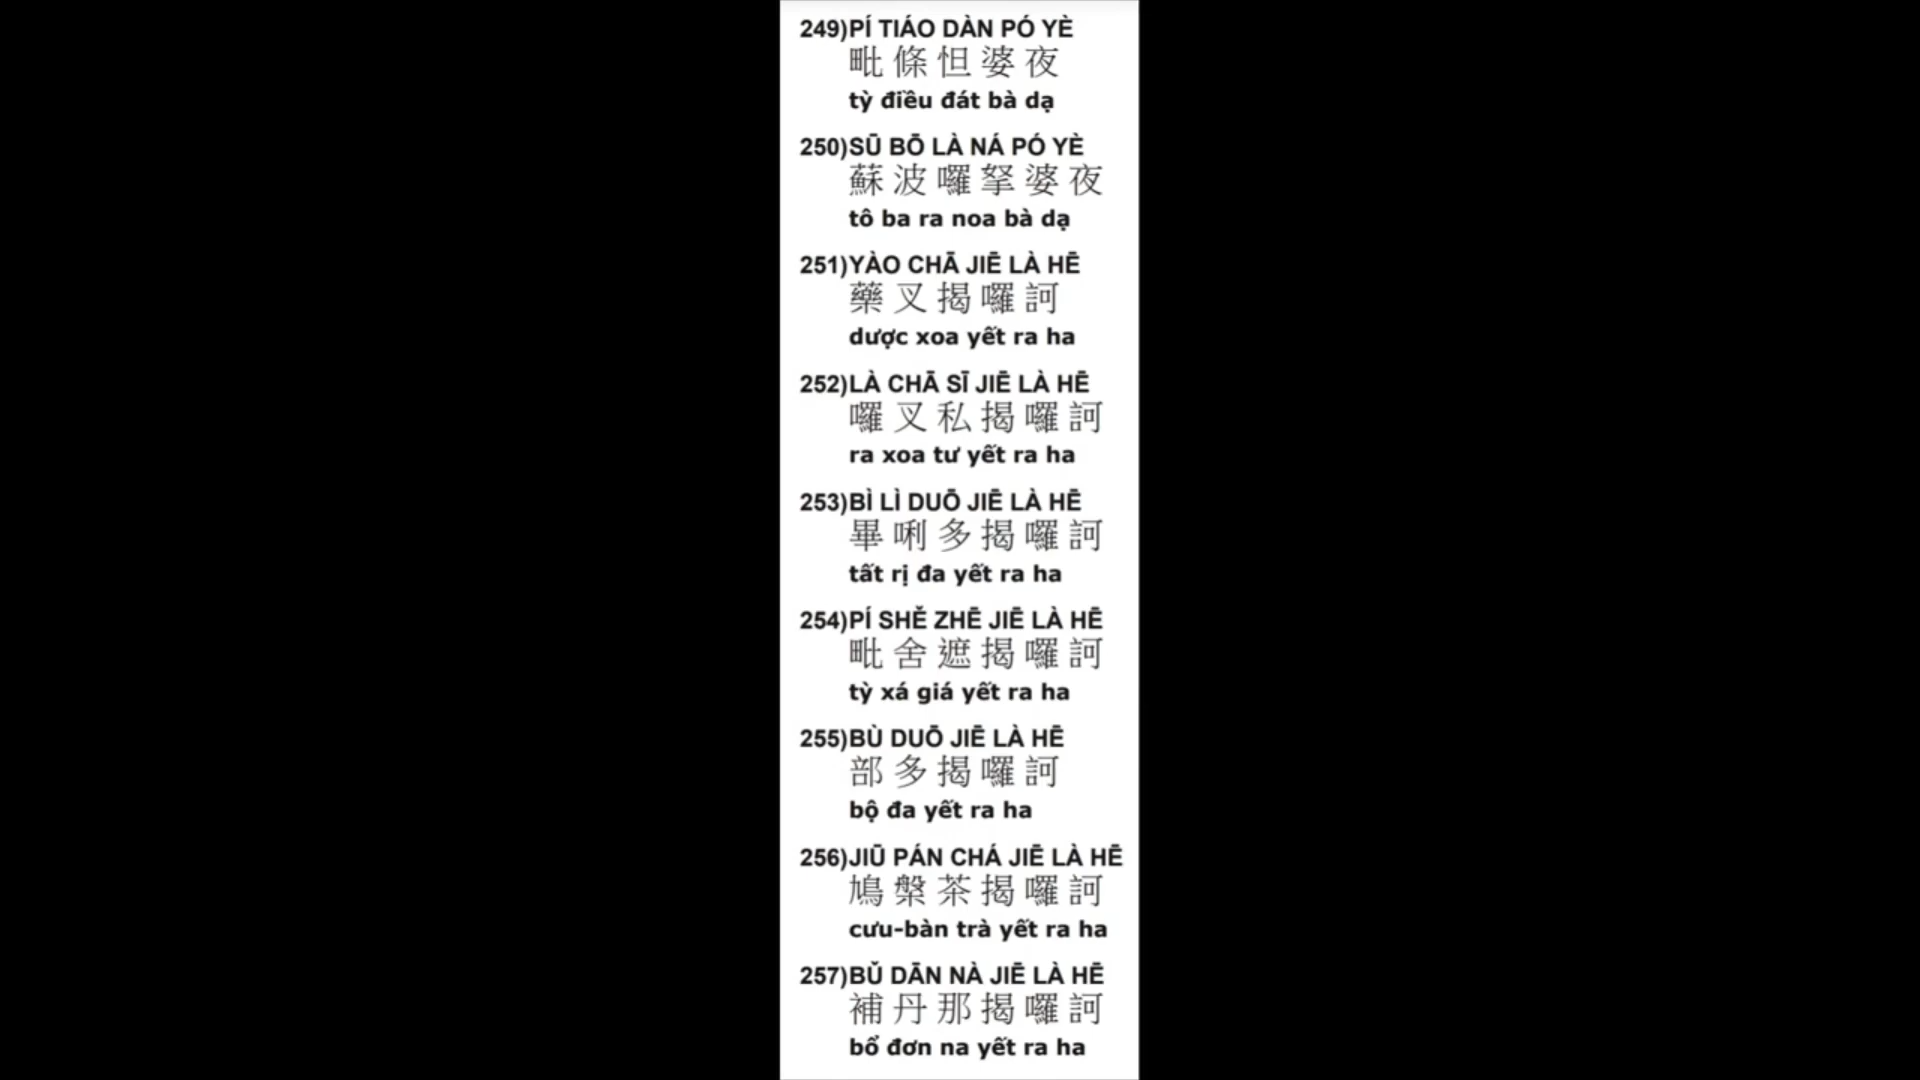 249)PÍ TIÁO DÀN PÓ YÈ
毗 條 怛 婆 夜
tỳ điều đát bà dạ
250)SŪ BŌ LÀ NÁ PÓ YÈ
蘇 波 囉 拏 婆 夜
tô ba ra noa bà dạ
251)YÀO CHĀ JIĒ LÀ HĒ
藥 叉 揭 囉 訶
dược xoa yết ra ha
252)LÀ CHĀ SĪ JIĒ LÀ HĒ
囉 叉 私 揭 囉 訶
ra xoa tư yết ra ha
253)BÌ LÌ DUŌ JIĒ LÀ HĒ
畢 唎 多 揭 囉 訶
tất rị đa yết ra ha
254)PÍ SHĚ ZHĒ JIĒ LÀ HĒ
毗 舍 遮 揭 囉 訶
tỳ xá giá yết ra ha
255)BÙ DUŌ JIĒ LÀ HĒ
部 多 揭 囉 訶
bộ đa yết ra ha
256)JIŪ PÁN CHÁ JIĒ LÀ HĒ
鳩 槃 茶 揭 囉 訶
cưu-bàn trà yết ra ha
257)BǓ DĀN NÀ JIĒ LÀ HĒ
補 丹 那 揭 囉 訶
bổ đơn na yết ra ha